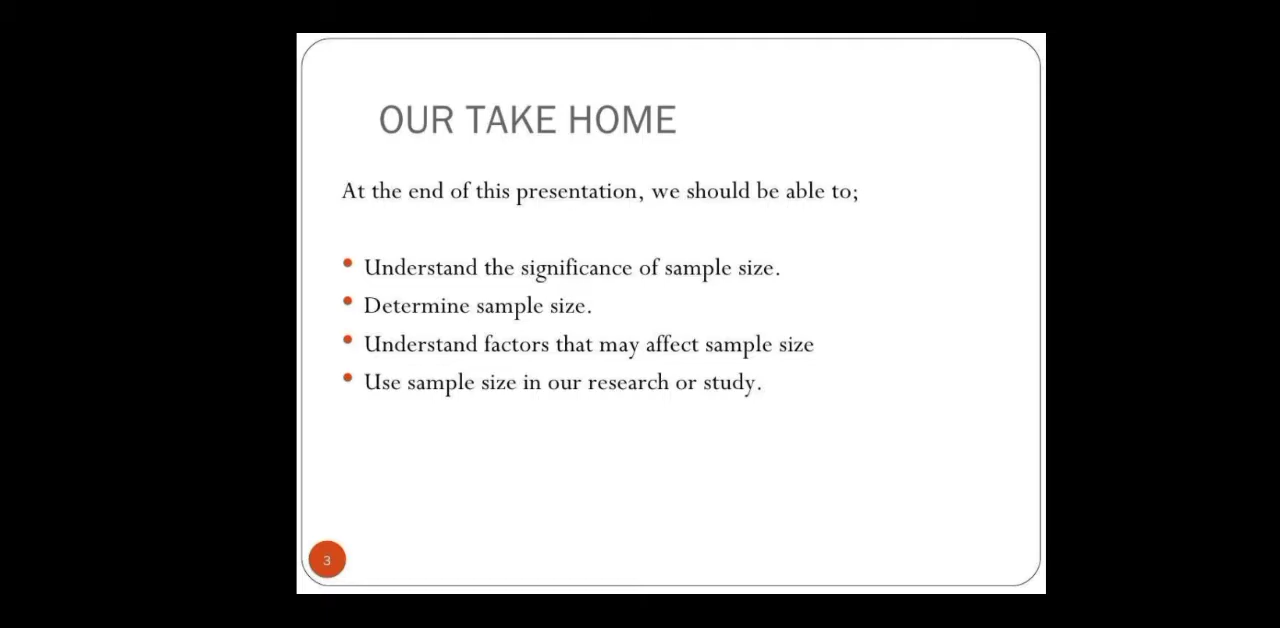 OUR TAKE HOME
At the end of this presentation, we should be able to;
Understand the significance of sample size.
Determine sample size.
Understand factors that may affect sample size
Use sample size in our research or study.
3